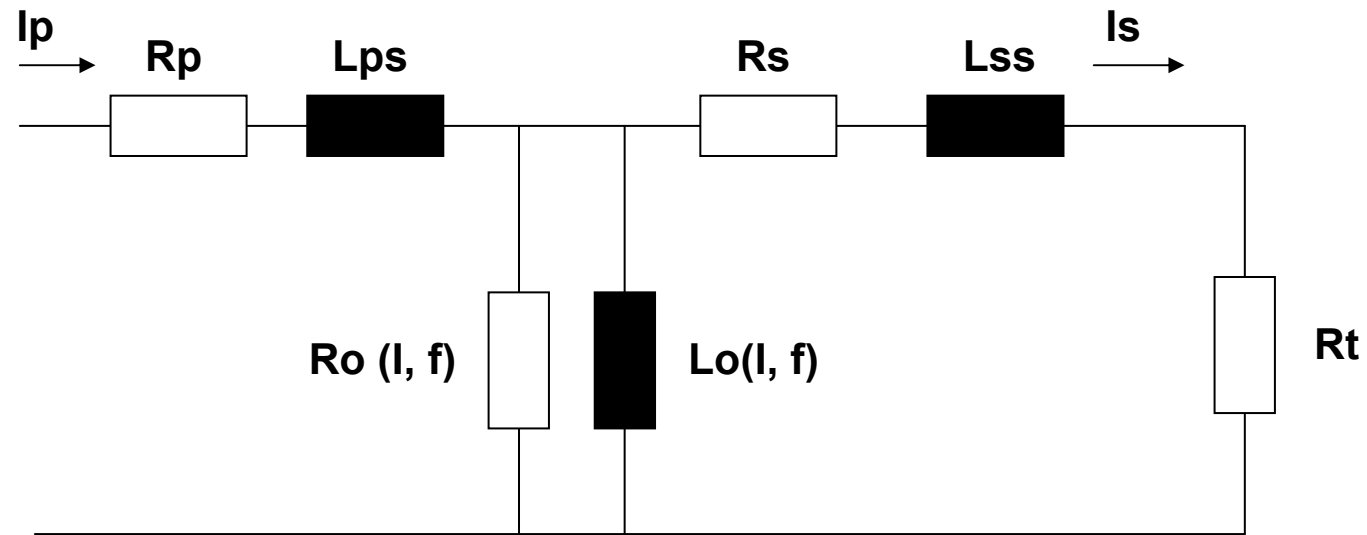 Ip
Rp
Lps
Rs
Lss
Is
Ro (I, f)
Lo(I, f)
Rt